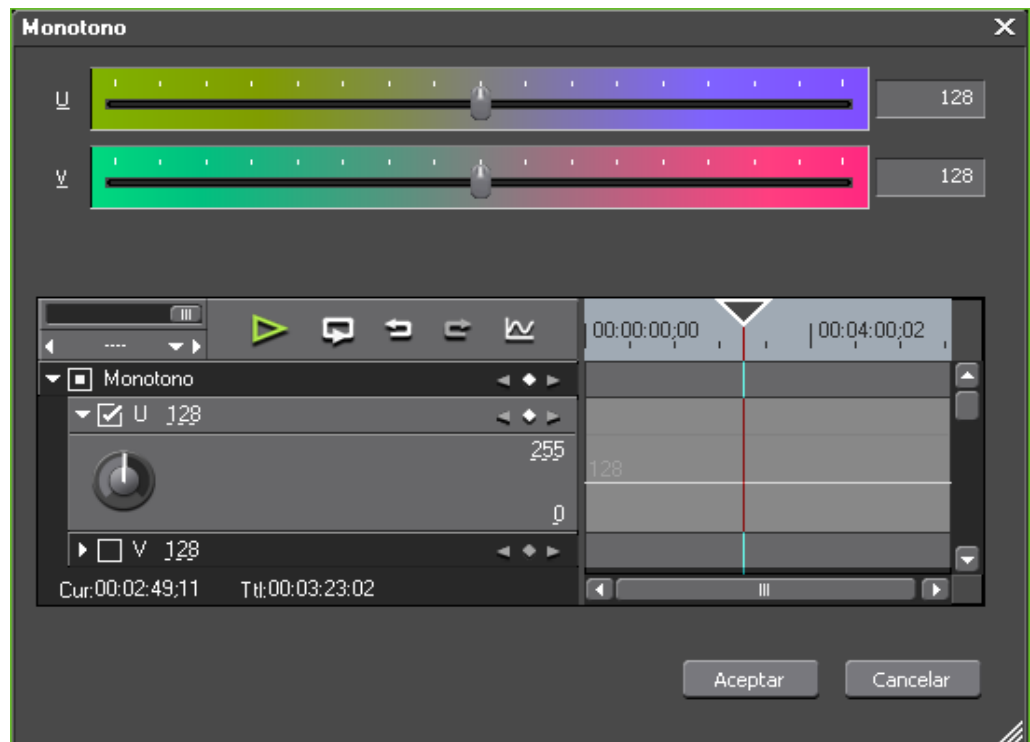 Monotono
U 128
V 128
---- 00:00:00;00 00:04:00;02
Monotono
U 128
255
128
0
V 128
Cur:00:02:49;11 Ttl:00:03:23:02
Aceptar Cancelar